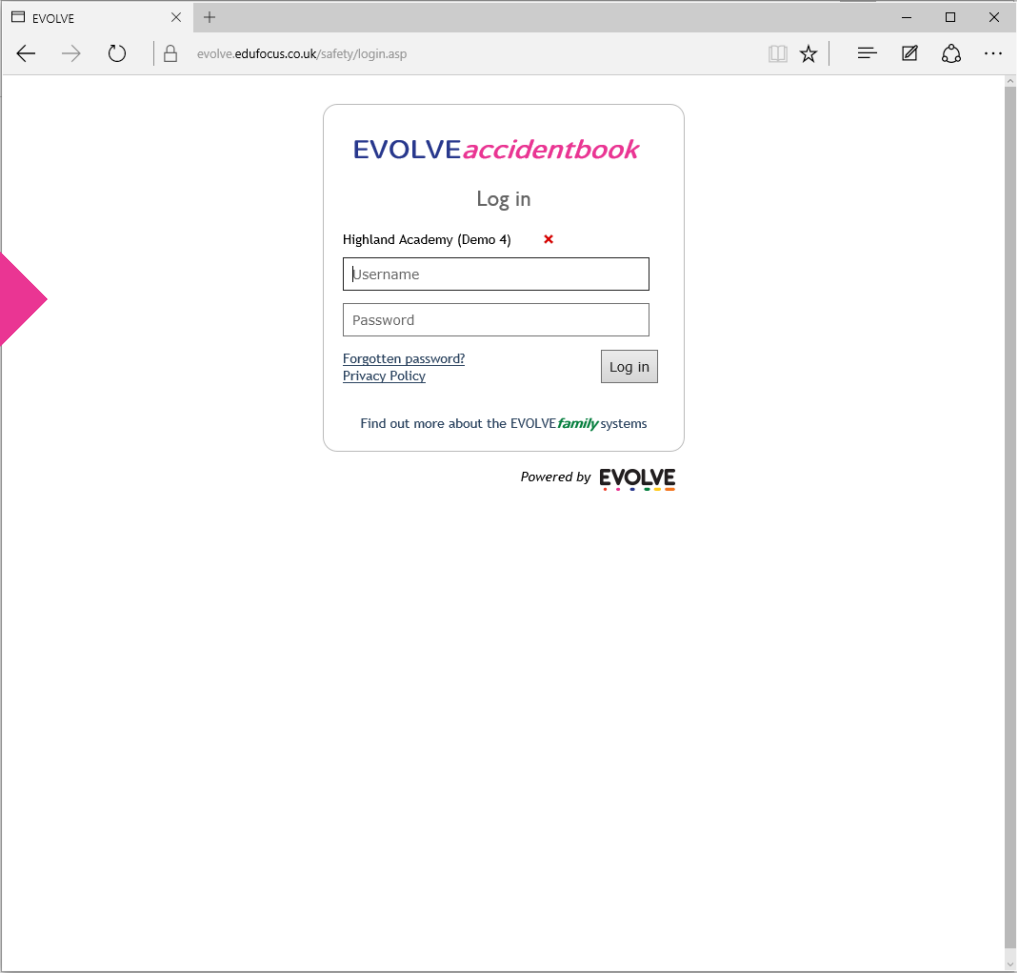 EVOLVE
evolve.edufocus.co.uk/safety/login.asp
EVOLVEaccidentbook
Log in
Highland Academy (Demo 4)
Username
Password
Forgotten password?
Log in
Privacy Policy
Find out more about the EVOLVEfamily systems
Powered by EVOLVE